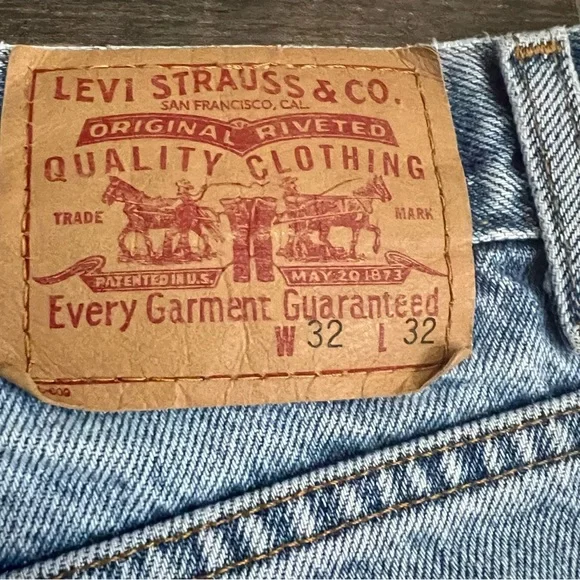 LEVI STRAUSS & CO.
SAN FRANCISCO, CAL.
ORIGINAL RIVETED
QUALITY CLOTHING
TRADE MARK
PATENTED IN U.S. MAY 20 1873
Every Garment Guaranteed
W 32 L 32